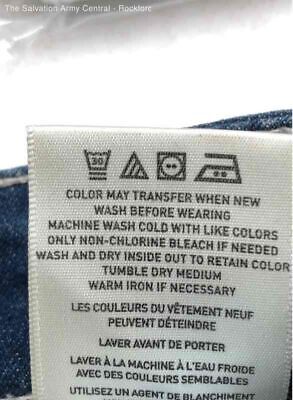 The Salvation Army Central - Rockforc
30
COLOR MAY TRANSFER WHEN NEW
WASH BEFORE WEARING
MACHINE WASH COLD WITH LIKE COLORS
ONLY NON-CHLORINE BLEACH IF NEEDED
WASH AND DRY INSIDE OUT TO RETAIN COLOR
TUMBLE DRY MEDIUM
WARM IRON IF NECESSARY
LES COULEURS DU VÊTEMENT NEUF
PEUVENT DÉTEINDRE
LAVER AVANT DE PORTER
LAVER À LA MACHINE À L'EAU FROIDE
AVEC DES COULEURS SEMBLABLES
UTILISEZ UN AGENT DE BLANCHIMENT